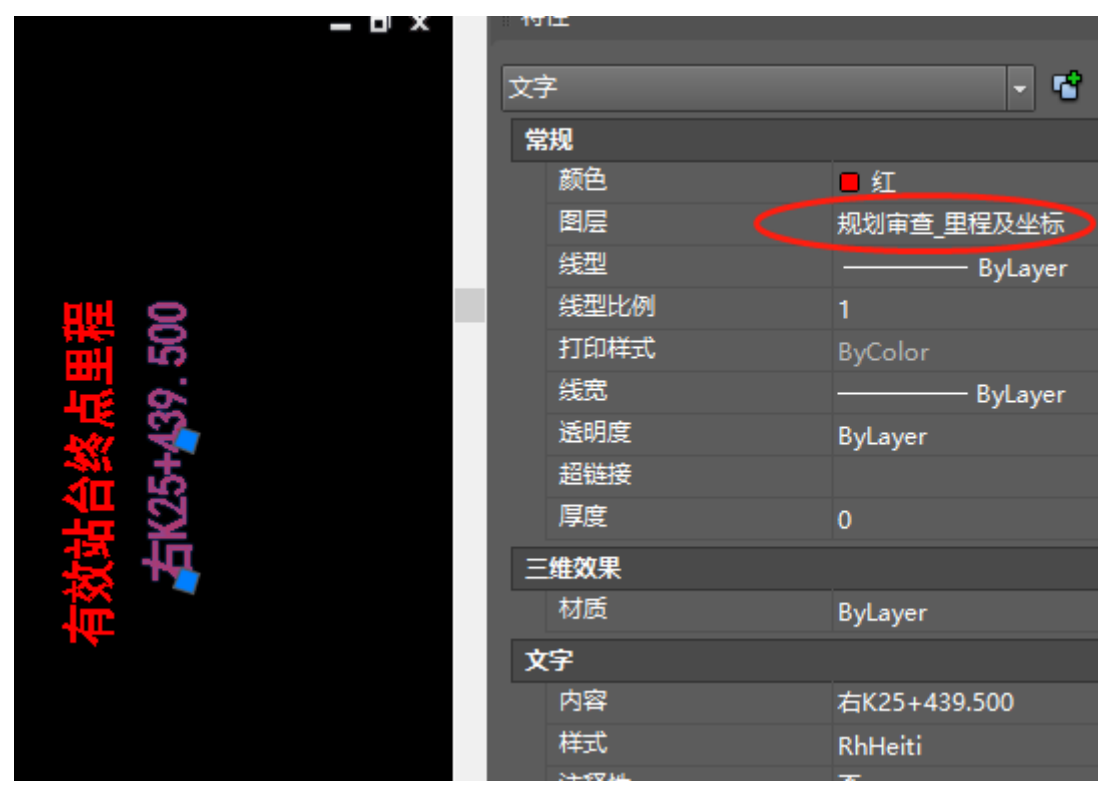 有效站台终点里程
右K25+439.500
特性
文字
常规
颜色 红
图层 规划审查_里程及坐标
线型 ByLayer
线型比例 1
打印样式 ByColor
线宽 ByLayer
透明度 ByLayer
超链接
厚度 0
三维效果
材质 ByLayer
文字
内容 右K25+439.500
样式 RhHeiti
注释性 否